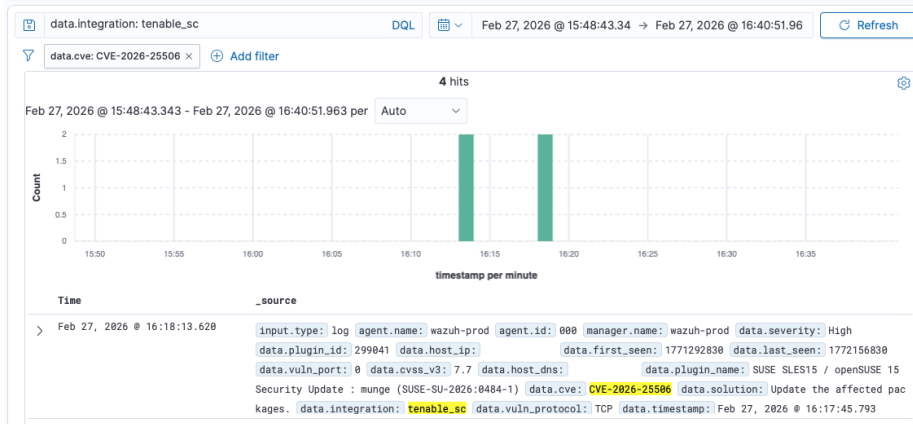 data.integration: tenable_sc DQL Feb 27, 2026 @ 15:48:43.34 → Feb 27, 2026 @ 16:40:51.96 Refresh
data.cve: CVE-2026-25506 × Add filter
4 hits
Feb 27, 2026 @ 15:48:43.343 - Feb 27, 2026 @ 16:40:51.963 per Auto
2
1.5
1
0.5
0
Count
15:50 15:55 16:00 16:05 16:10 16:15 16:20 16:25 16:30 16:35
timestamp per minute
Time _source
Feb 27, 2026 @ 16:18:13.620 input.type: log agent.name: wazuh-prod agent.id: 000 manager.name: wazuh-prod data.severity: High
data.plugin_id: 299041 data.host_ip: data.first_seen: 1771292830 data.last_seen: 1772156830
data.vuln_port: 0 data.cvss_v3: 7.7 data.host_dns: data.plugin_name: SUSE SLES15 / openSUSE 15
Security Update : munge (SUSE-SU-2026:0484-1) data.cve: CVE-2026-25506 data.solution: Update the affected pac
kages. data.integration: tenable_sc data.vuln_protocol: TCP data.timestamp: Feb 27, 2026 @ 16:17:45.793